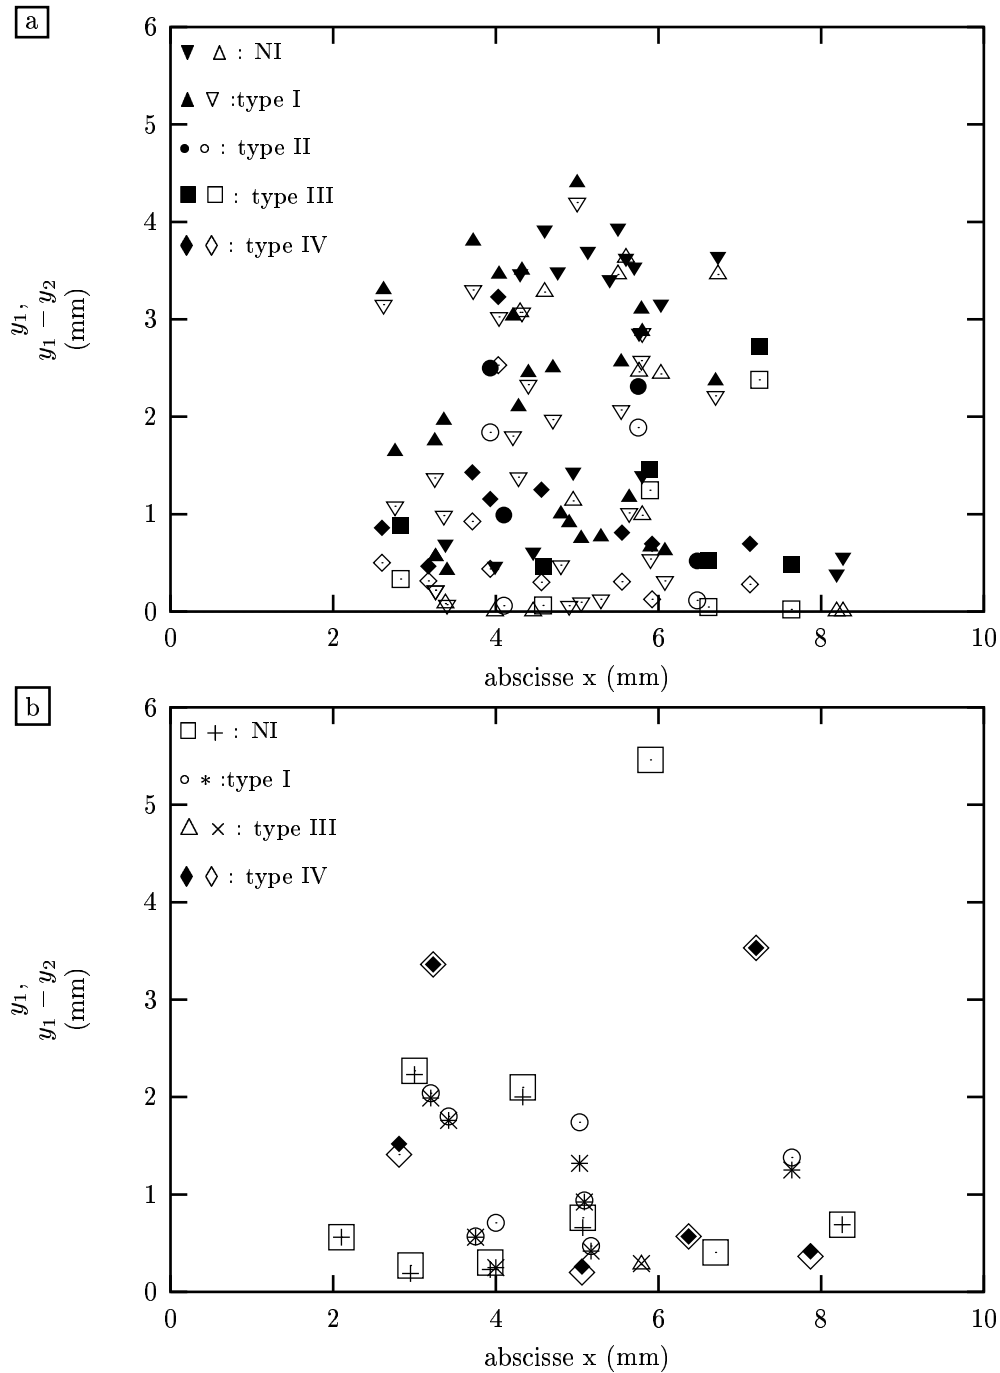 a
6
5
4
3
2
1
0
y1,
y1 − y2
(mm)
▼ △ : NI
▲ ▽ :type I
● ○ : type II
■ □ : type III
◆ ◇ : type IV
0 2 4 6 8 10
abscisse x (mm)
b
6
5
4
3
2
1
0
y1,
y1 − y2
(mm)
□ + : NI
○ * :type I
△ × : type III
◆ ◇ : type IV
0 2 4 6 8 10
abscisse x (mm)